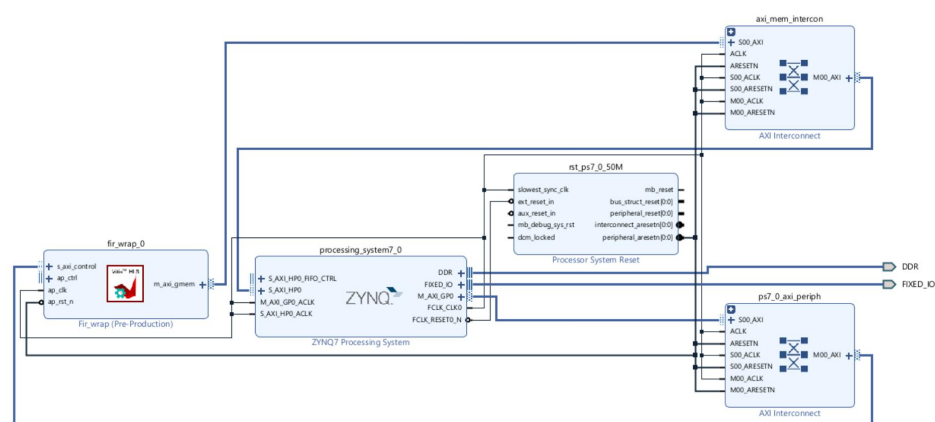 axi_mem_intercon
S00_AXI
ACLK
ARESETN
S00_ACLK
S00_ARESETN
M00_ACLK
M00_ARESETN
M00_AXI
AXI Interconnect
rst_ps7_0_50M
slowest_sync_clk
ext_reset_in
aux_reset_in
mb_debug_sys_rst
dcm_locked
mb_reset
bus_struct_reset[0:0]
peripheral_reset[0:0]
interconnect_aresetn[0:0]
peripheral_aresetn[0:0]
Processor System Reset
fir_wrap_0
s_axi_control
ap_ctrl
ap_clk
ap_rst_n
m_axi_gmem
Fir_wrap (Pre-Production)
processing_system7_0
S_AXI_HP0_FIFO_CTRL
S_AXI_HP0
M_AXI_GP0_ACLK
S_AXI_HP0_ACLK
ZYNQ
DDR
FIXED_IO
M_AXI_GP0
FCLK_CLK0
FCLK_RESET0_N
ZYNQ7 Processing System
DDR
FIXED_IO
ps7_0_axi_periph
S00_AXI
ACLK
ARESETN
S00_ACLK
S00_ARESETN
M00_ACLK
M00_ARESETN
M00_AXI
AXI Interconnect